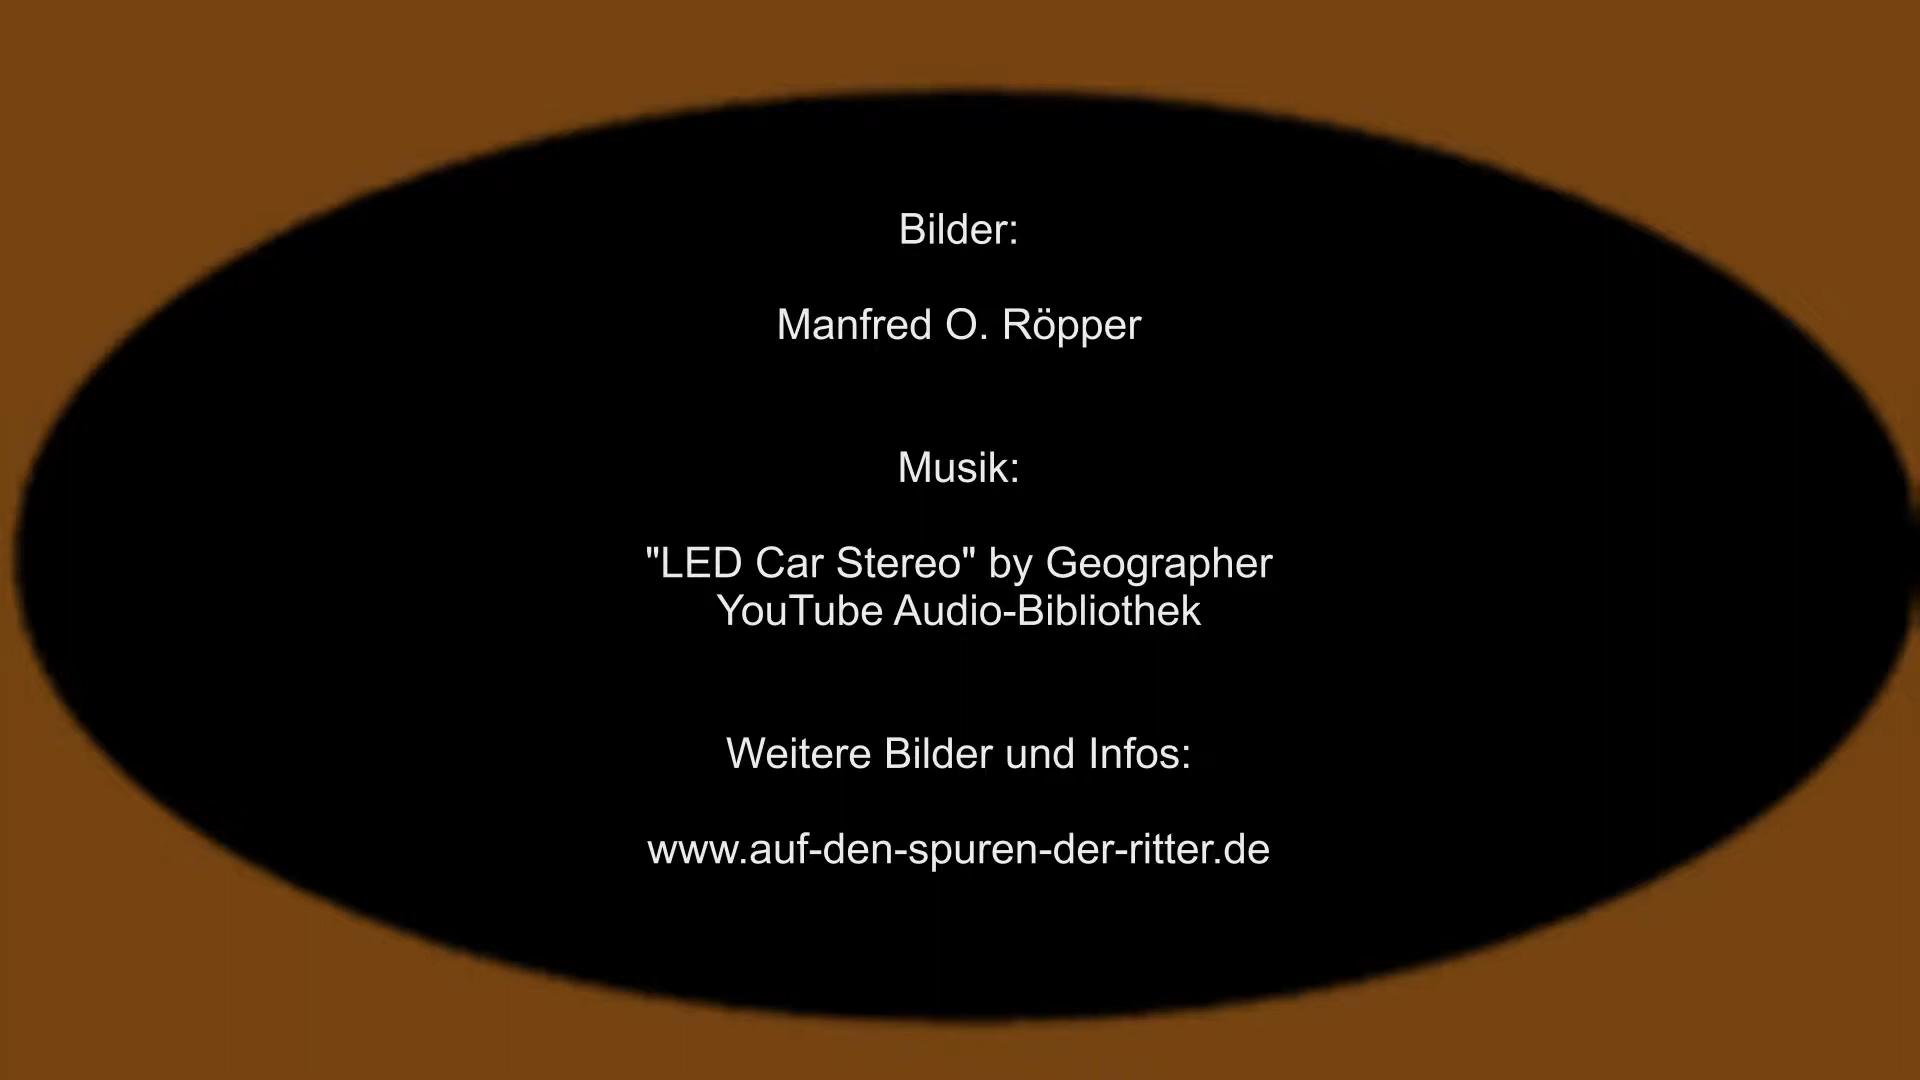 Bilder:
Manfred O. Röpper
Musik:
"LED Car Stereo" by Geographer
YouTube Audio-Bibliothek
Weitere Bilder und Infos:
www.auf-den-spuren-der-ritter.de